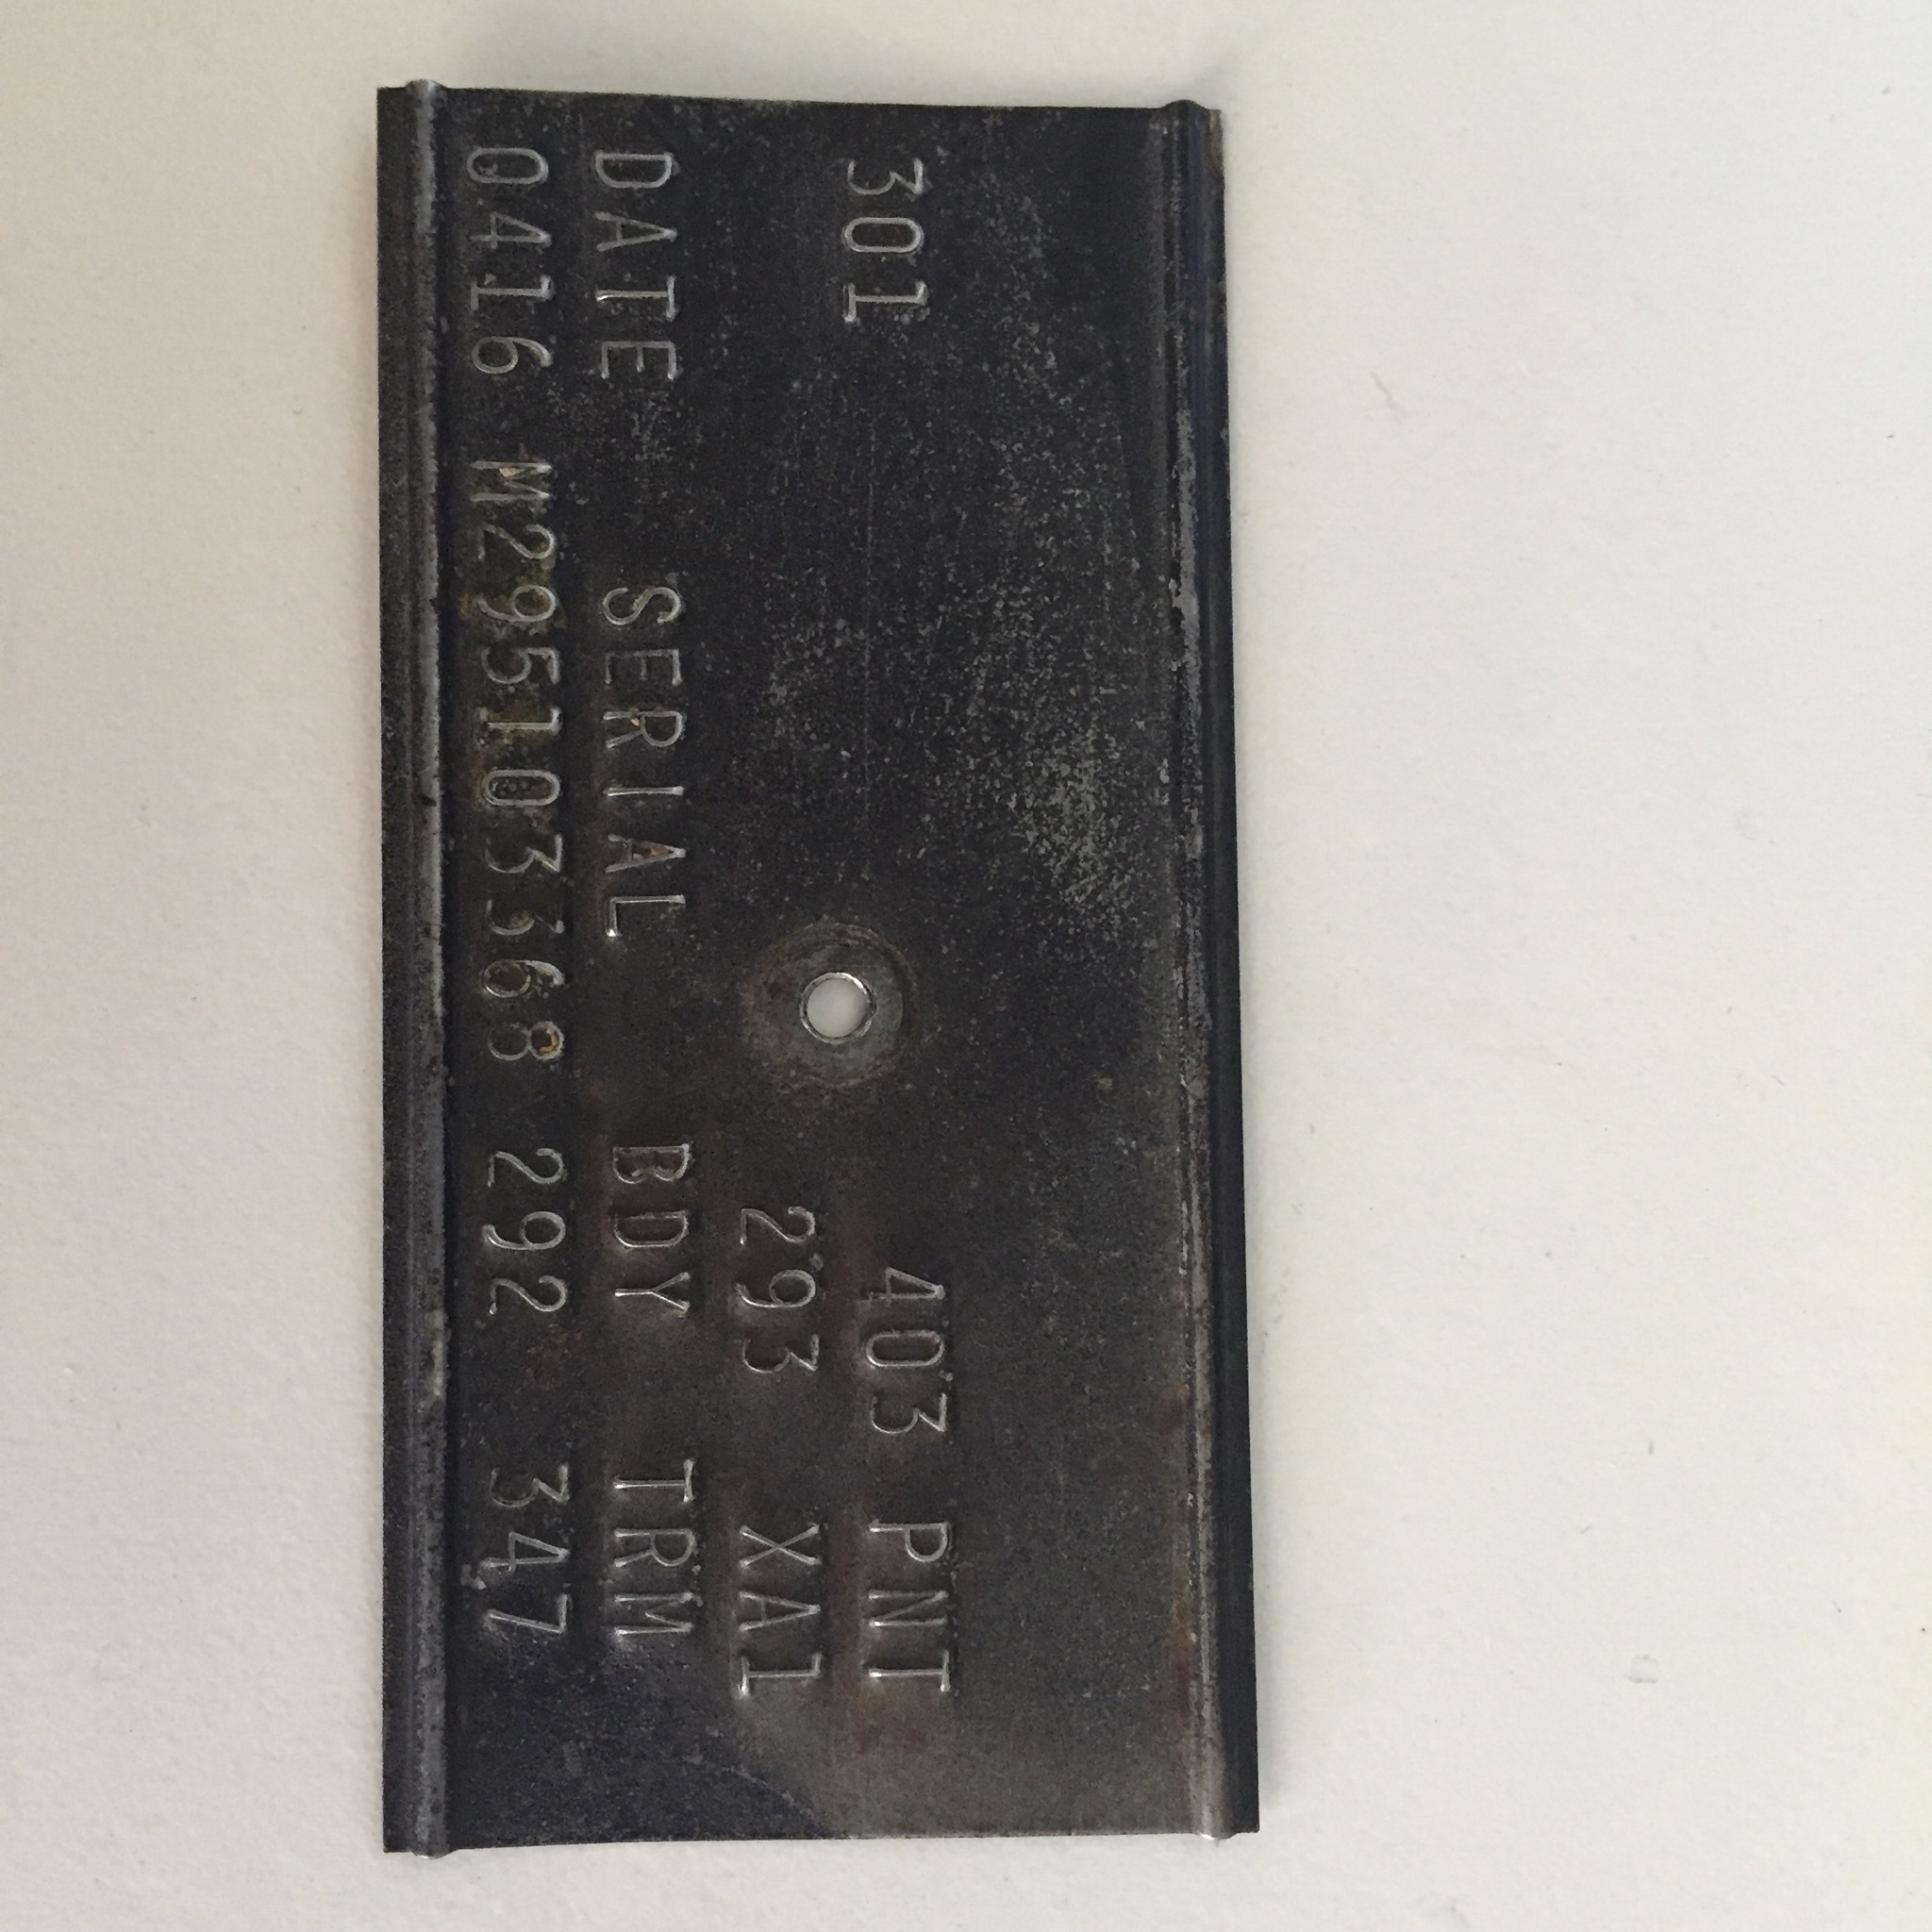 301 403 PNT
293 XA1
DATE SERIAL BDY TRM
0416 M295103368 292 347